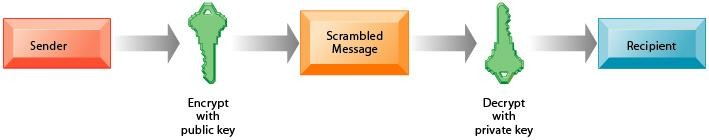 Sender
Encrypt
with
public key
Scrambled
Message
Decrypt
with
private key
Recipient